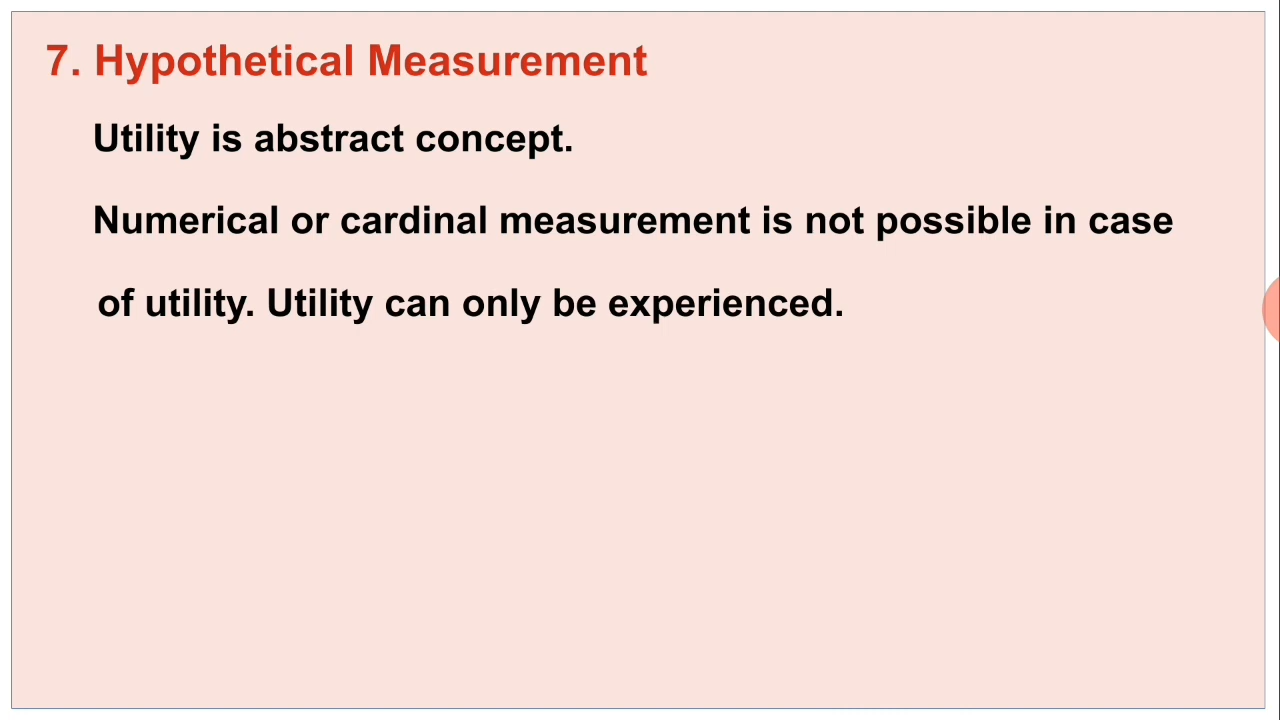 7. Hypothetical Measurement
Utility is abstract concept.
Numerical or cardinal measurement is not possible in case
of utility. Utility can only be experienced.